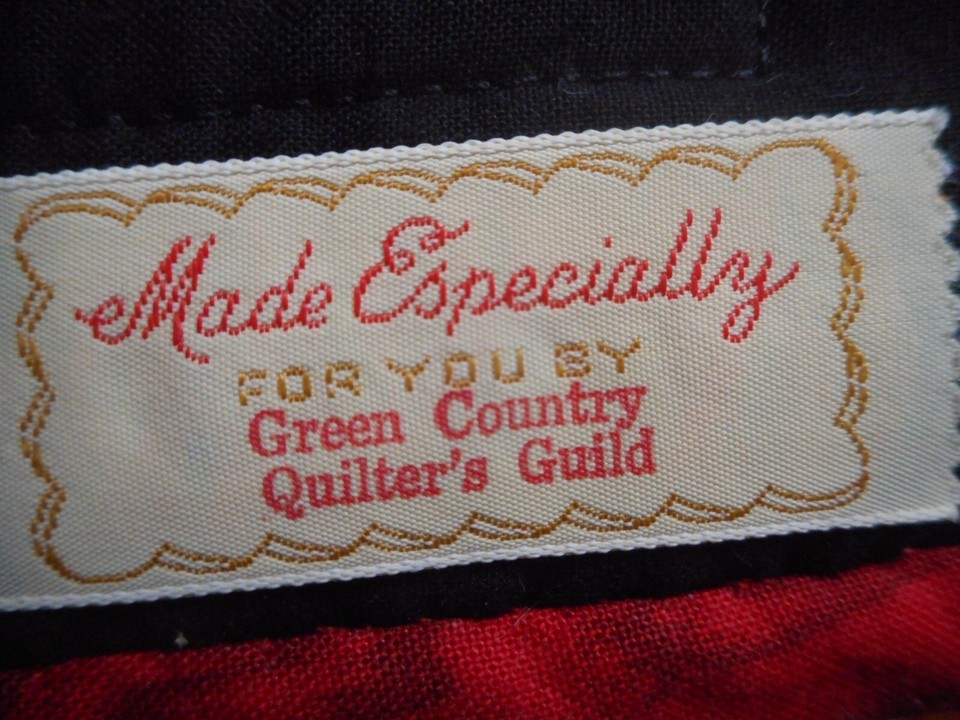 Made Especially
FOR YOU BY
Green Country
Quilter's Guild